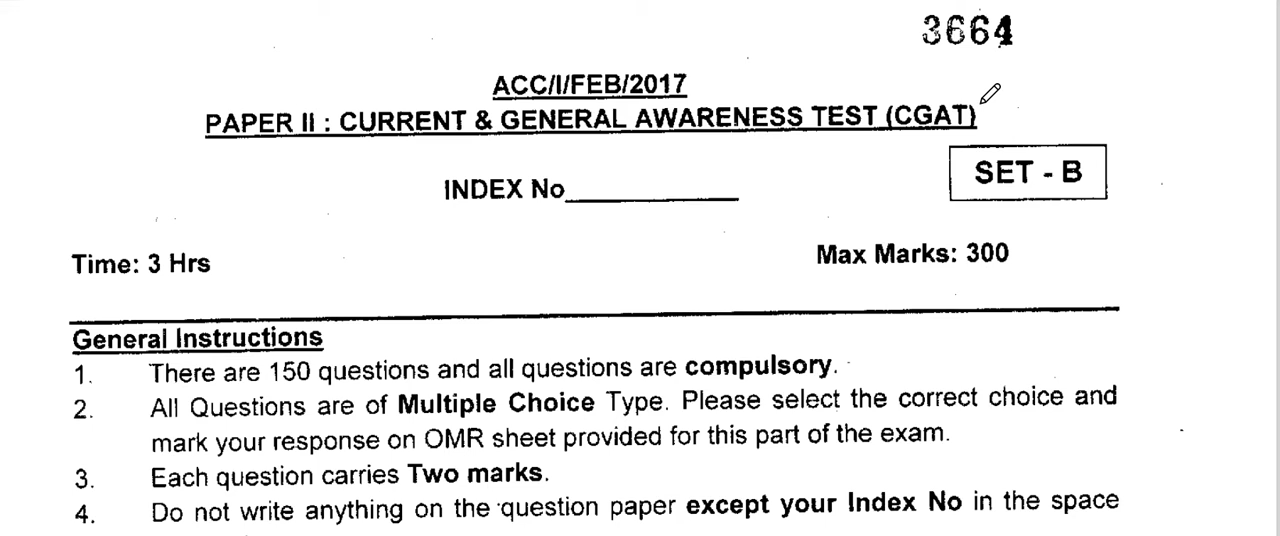 3664
ACC/I/FEB/2017
PAPER II : CURRENT & GENERAL AWARENESS TEST (CGAT)
SET - B
INDEX No____________
Time: 3 Hrs
Max Marks: 300
General Instructions
1. There are 150 questions and all questions are compulsory.
2. All Questions are of Multiple Choice Type. Please select the correct choice and
mark your response on OMR sheet provided for this part of the exam.
3. Each question carries Two marks.
4. Do not write anything on the question paper except your Index No in the space